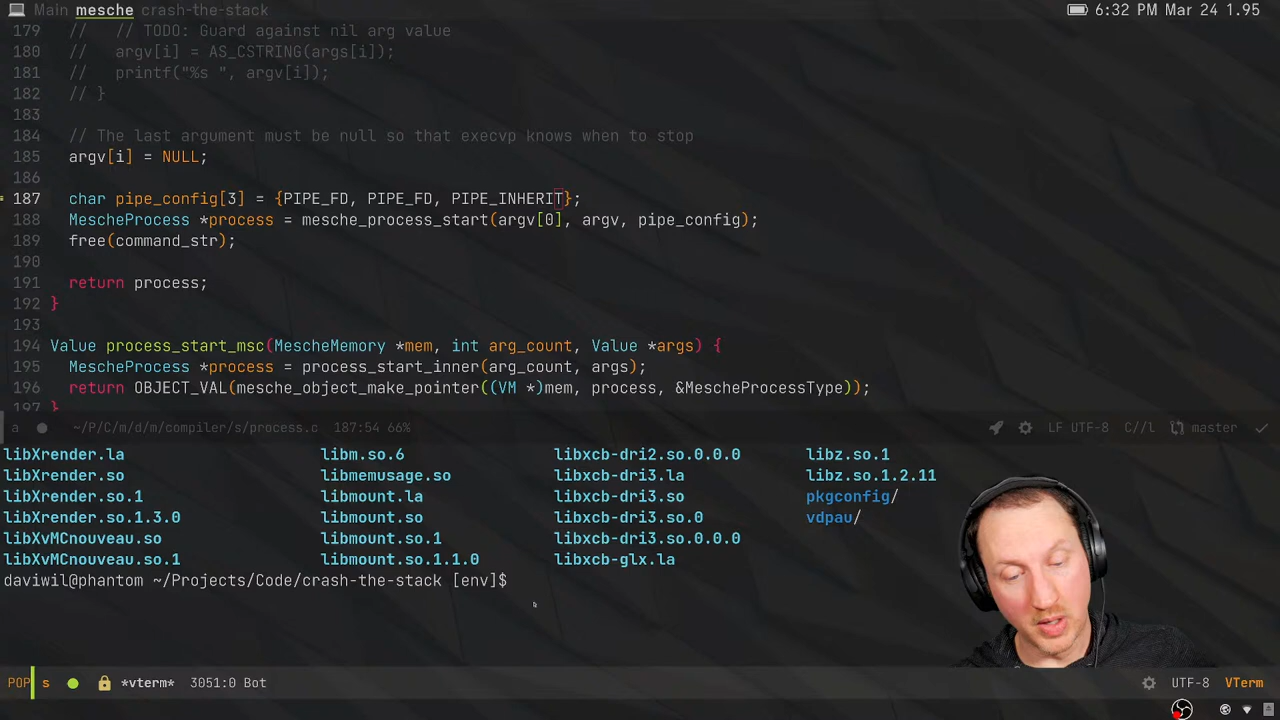 Main mesche crash-the-stack 6:32 PM Mar 24 1.95
179 // // TODO: Guard against nil arg value
180 // argv[i] = AS_CSTRING(args[i]);
181 // printf("%s ", argv[i]);
182 // }
183
184 // The last argument must be null so that execvp knows when to stop
185 argv[i] = NULL;
186
187 char pipe_config[3] = {PIPE_FD, PIPE_FD, PIPE_INHERIT};
188 MescheProcess *process = mesche_process_start(argv[0], argv, pipe_config);
189 free(command_str);
190
191 return process;
192 }
193
194 Value process_start_msc(MescheMemory *mem, int arg_count, Value *args) {
195 MescheProcess *process = process_start_inner(arg_count, args);
196 return OBJECT_VAL(mesche_object_make_pointer((VM *)mem, process, &MescheProcessType));
197 }
a ~/P/C/m/d/m/compiler/s/process.c 187:54 66% LF UTF-8 C//l master
libXrender.la libm.so.6 libxcb-dri2.so.0.0.0 libz.so.1
libXrender.so libmemusage.so libxcb-dri3.la libz.so.1.2.11
libXrender.so.1 libmount.la libxcb-dri3.so pkgconfig/
libXrender.so.1.3.0 libmount.so libxcb-dri3.so.0 vdpau/
libXvMCnouveau.so libmount.so.1 libxcb-dri3.so.0.0.0
libXvMCnouveau.so.1 libmount.so.1.1.0 libxcb-glx.la
daviwil@phantom ~/Projects/Code/crash-the-stack [env]$
POP s *vterm* 3051:0 Bot UTF-8 VTerm